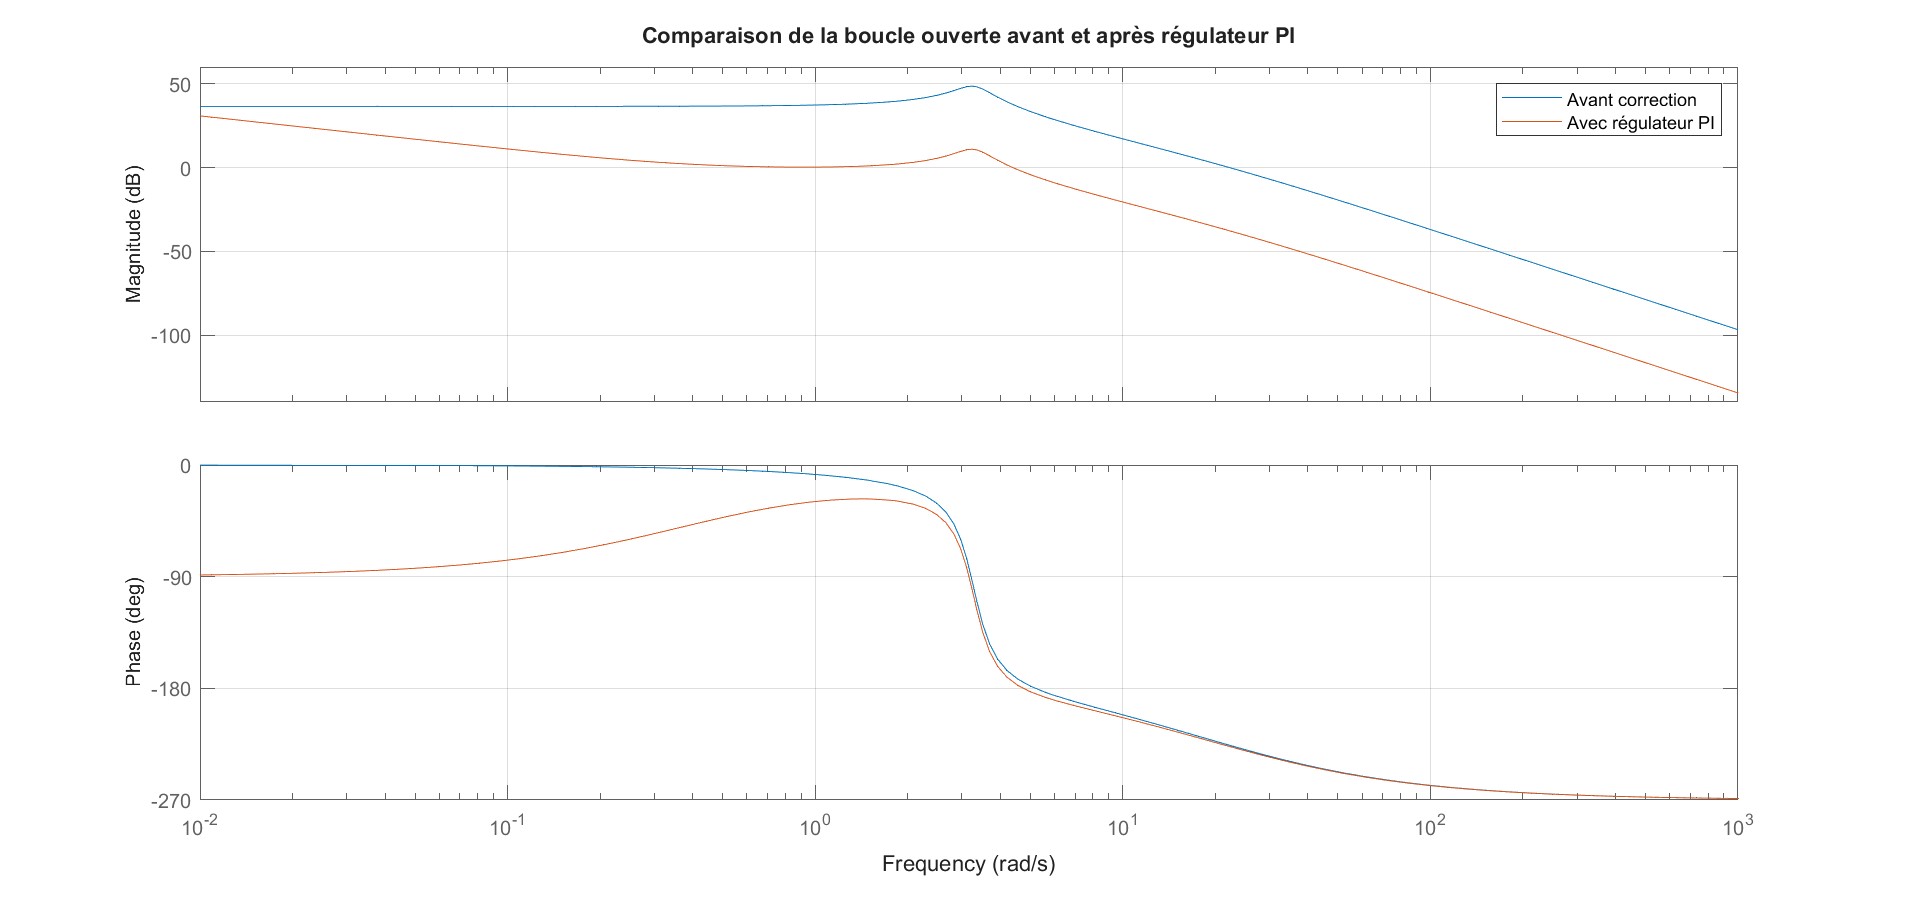 Comparaison de la boucle ouverte avant et après régulateur PI
50
0
-50
-100
Magnitude (dB)
Avant correction
Avec régulateur PI
0
-90
-180
-270
Phase (deg)
10-2
10-1
100
101
102
103
Frequency (rad/s)